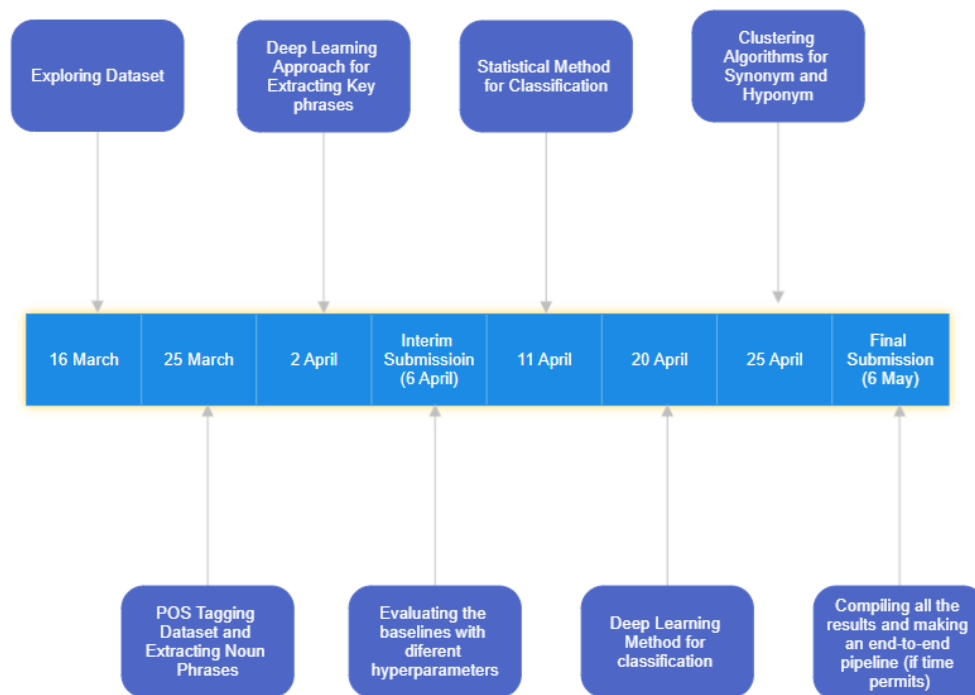 Exploring Dataset
Deep Learning
Approach for
Extracting Key
phrases
Statistical Method
for Classification
Clustering
Algorithms for
Synonym and
Hyponym
16 March
25 March
2 April
Interim
Submissioin
(6 April)
11 April
20 April
25 April
Final
Submission
(6 May)
POS Tagging
Dataset and
Extracting Noun
Phrases
Evaluating the
baselines with
diferent
hyperparameters
Deep Learning
Method for
classification
Compiling all the
results and making
an end-to-end
pipeline (if time
permits)